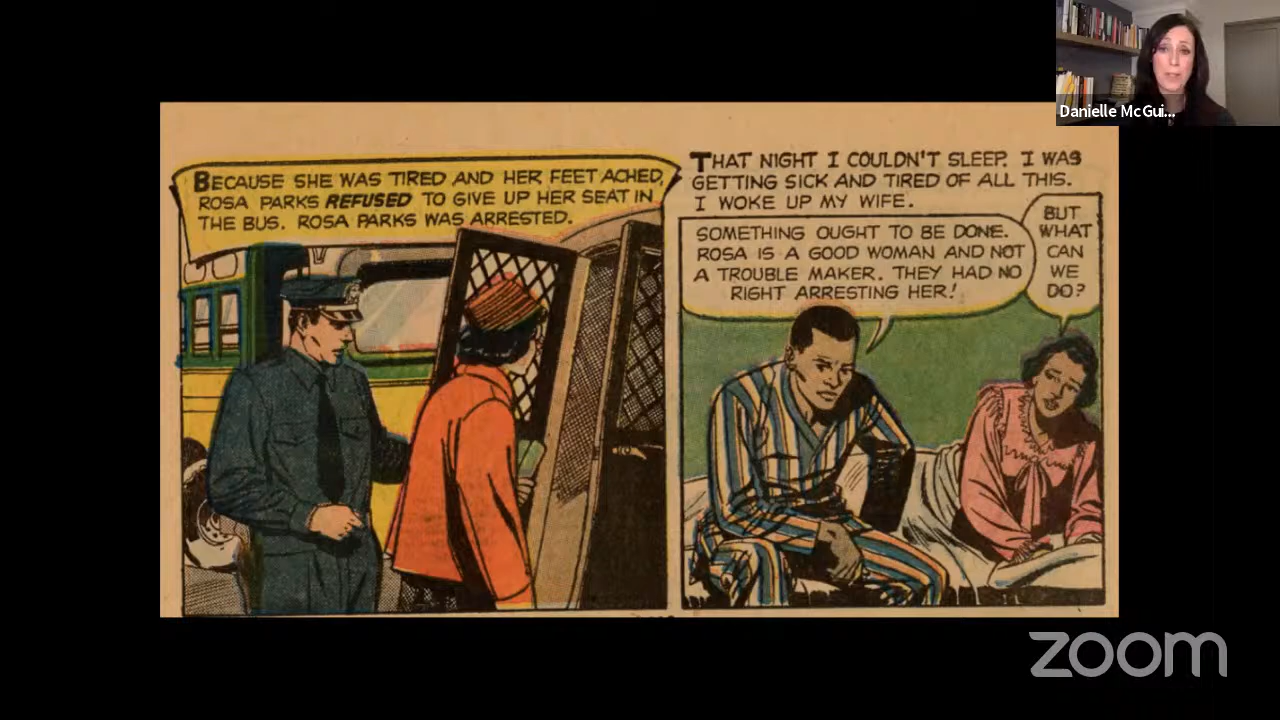 Danielle McGui...
BECAUSE SHE WAS TIRED AND HER FEET ACHED,
ROSA PARKS REFUSED TO GIVE UP HER SEAT IN
THE BUS. ROSA PARKS WAS ARRESTED.
THAT NIGHT I COULDN'T SLEEP. I WAS
GETTING SICK AND TIRED OF ALL THIS.
I WOKE UP MY WIFE.
SOMETHING OUGHT TO BE DONE.
ROSA IS A GOOD WOMAN AND NOT
A TROUBLE MAKER. THEY HAD NO
RIGHT ARRESTING HER!
BUT
WHAT
CAN
WE
DO?
zoom